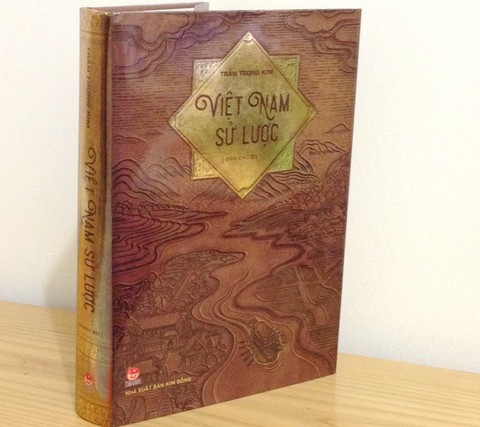 TRẦN TRỌNG KIM
VIỆT NAM
SỬ LƯỢC
NHÀ XUẤT BẢN KIM ĐỒNG
TRẦN TRỌNG KIM
VIỆT NAM SỬ LƯỢC